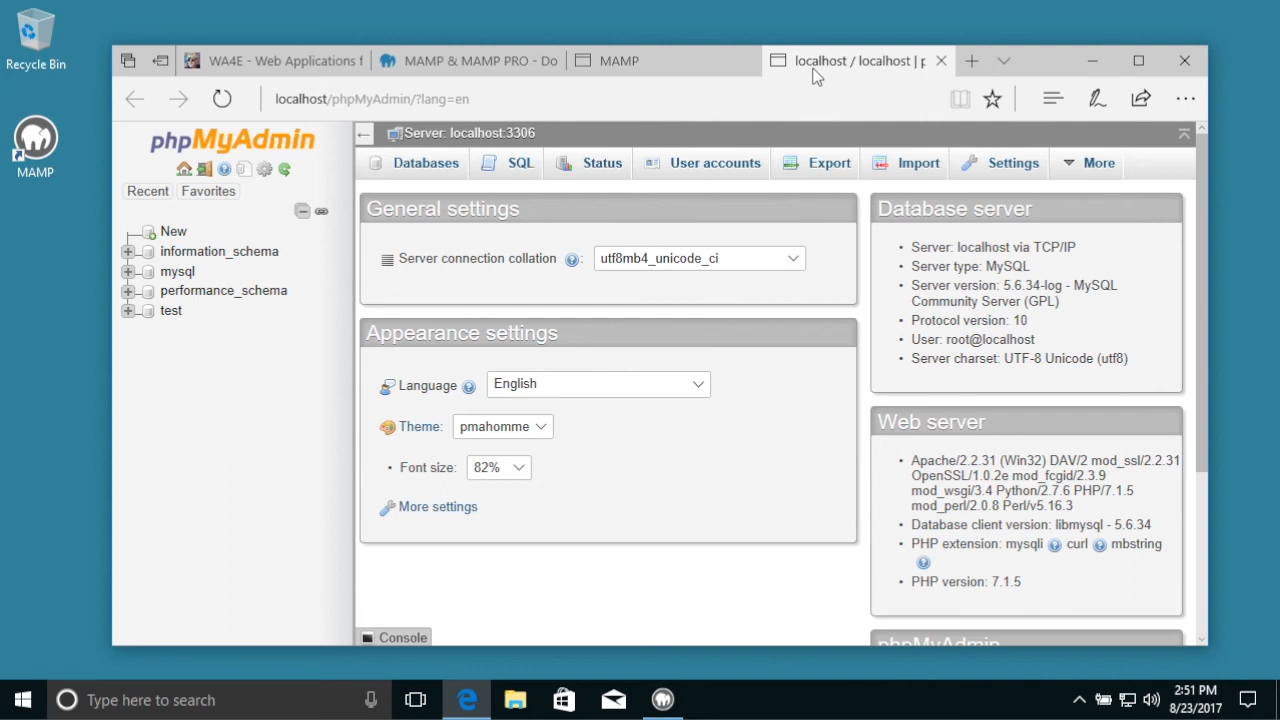 Recycle Bin
MAMP
WA4E - Web Applications f
MAMP & MAMP PRO - Do
MAMP
localhost / localhost | p
localhost/phpMyAdmin/?lang=en
phpMyAdmin
Recent
Favorites
New
information_schema
mysql
performance_schema
test
Server: localhost:3306
Databases
SQL
Status
User accounts
Export
Import
Settings
More
General settings
Server connection collation
:
utf8mb4_unicode_ci
Appearance settings
Language
English
Theme:
pmahomme
• Font size:
82%
More settings
Console
Database server
• Server: localhost via TCP/IP
• Server type: MySQL
• Server version: 5.6.34-log - MySQL
Community Server (GPL)
• Protocol version: 10
• User: root@localhost
• Server charset: UTF-8 Unicode (utf8)
Web server
• Apache/2.2.31 (Win32) DAV/2 mod_ssl/2.2.31
OpenSSL/1.0.2e mod_fcgid/2.3.9
mod_wsgi/3.4 Python/2.7.6 PHP/7.1.5
mod_perl/2.0.8 Perl/v5.16.3
• Database client version: libmysql - 5.6.34
• PHP extension: mysqli curl mbstring
• PHP version: 7.1.5
phpMyAdmin
Type here to search
2:51 PM
8/23/2017